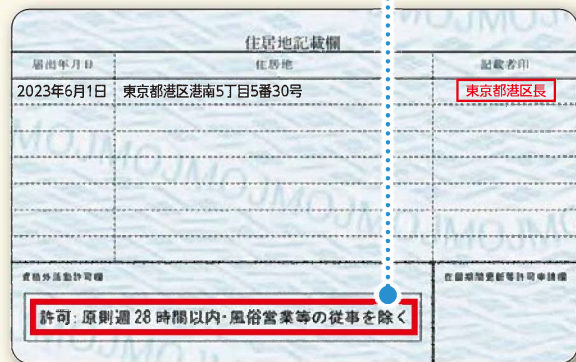 住居地記載欄
届出年月日 住居地 記載者印
2023年6月1日 東京都港区港南5丁目5番30号 東京都港区長
MOJMOJMOJMOJMOJ
資格外活動許可欄 在留期間更新等許可申請欄
許可:原則週28時間以内・風俗営業等の従事を除く